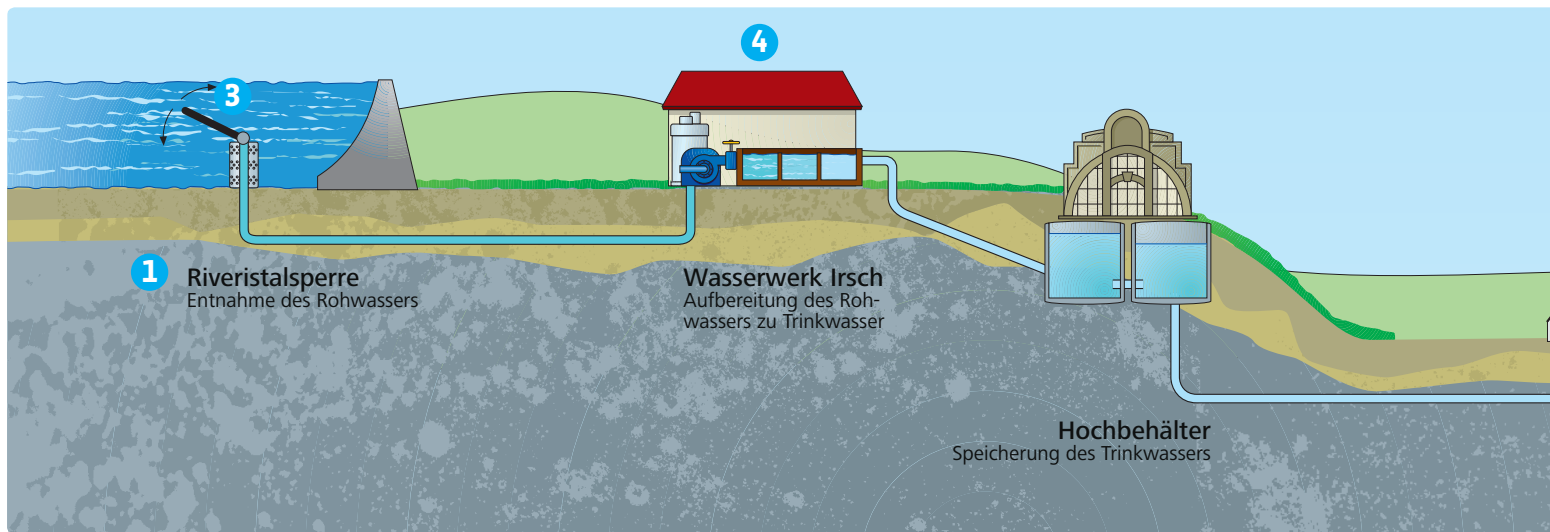 4
3
1 Riveristalsperre
Entnahme des Rohwassers
Wasserwerk Irsch
Aufbereitung des Roh-
wassers zu Trinkwasser
Hochbehälter
Speicherung des Trinkwassers